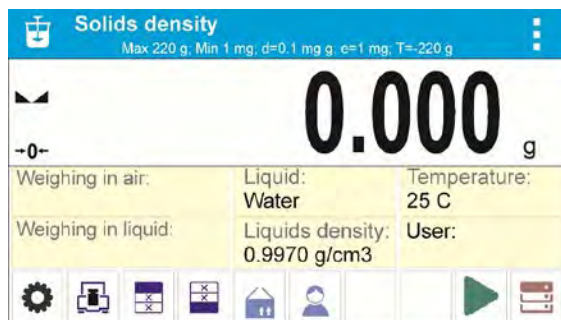 Solids density
Max 220 g; Min 1 mg; d=0.1 mg g; e=1 mg; T=-220 g
0.000 g
→0←
Weighing in air:
Liquid:
Water
Temperature:
25 C
Weighing in liquid:
Liquids density:
0.9970 g/cm3
User: